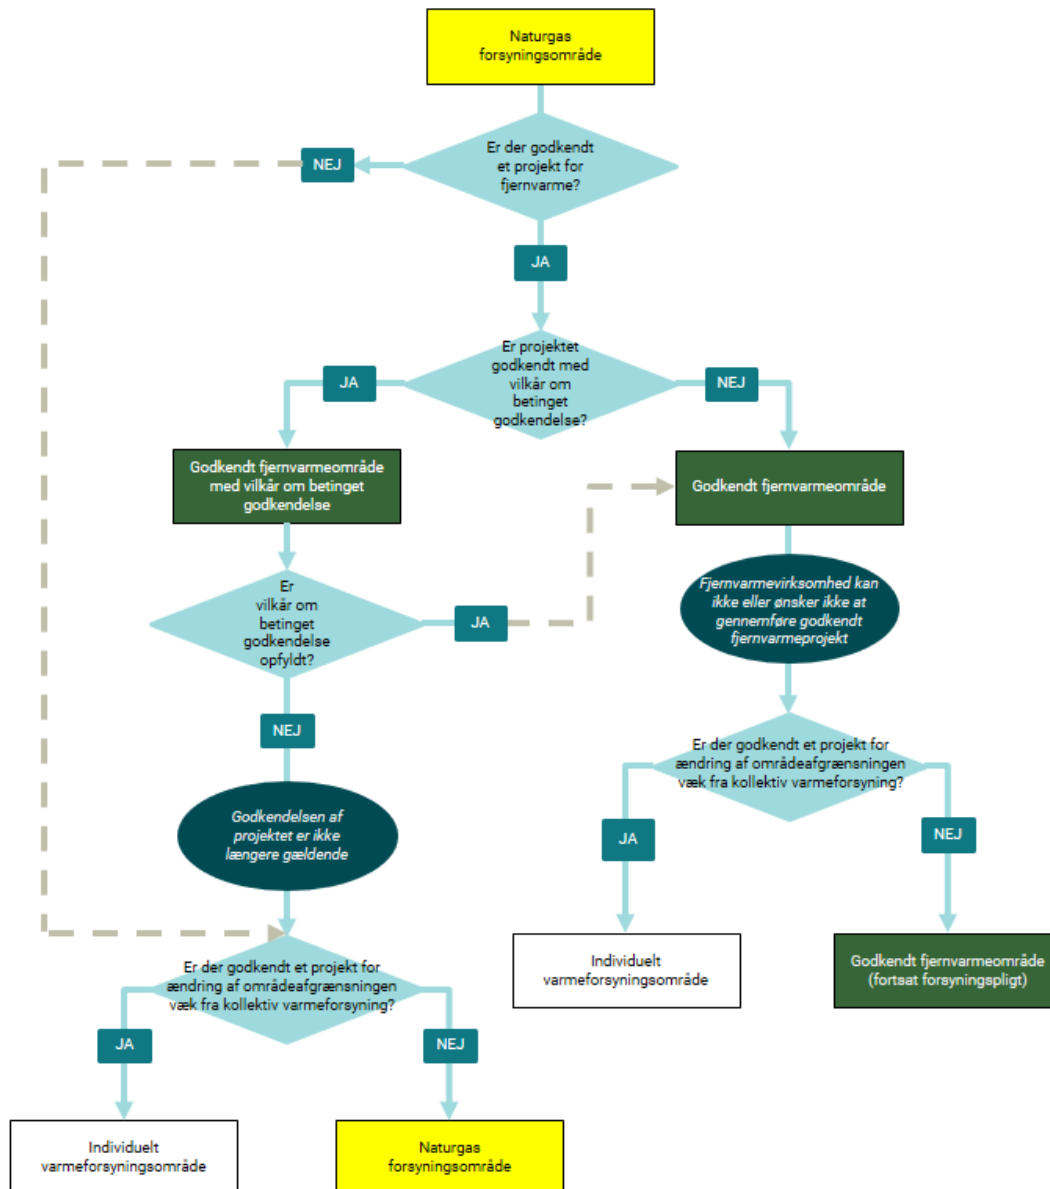 Naturgas
forsyningsområde
Er der godkendt
et projekt for
fjernvarme?
NEJ
JA
Er projektet
godkendt med
vilkår om
betinget
godkendelse?
JA
NEJ
Godkendt fjernvarmeområde
med vilkår om betinget
godkendelse
Godkendt fjernvarmeområde
Er
vilkår om
betinget
godkendelse
opfyldt?
JA
Fjernvarmevirksomhed kan
ikke eller ønsker ikke at
gennemføre godkendt
fjernvarmeprojekt
NEJ
Er der godkendt et projekt for
ændring af områdeafgrænsningen
væk fra kollektiv varmeforsyning?
JA
NEJ
Godkendelsen af
projektet er ikke
længere gældende
Individuelt
varmeforsyningsområde
Godkendt fjernvarmeområde
(fortsat forsyningspligt)
Er der godkendt et projekt for
ændring af områdeafgrænsningen
væk fra kollektiv varmeforsyning?
JA
NEJ
Individuelt
varmeforsyningsområde
Naturgas
forsyningsområde